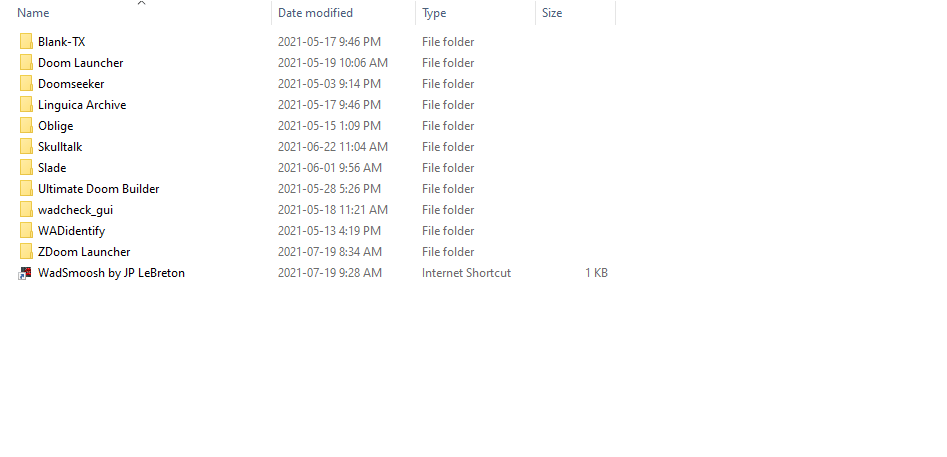 Name Date modified Type Size
Blank-TX 2021-05-17 9:46 PM File folder
Doom Launcher 2021-05-19 10:06 AM File folder
Doomseeker 2021-05-03 9:14 PM File folder
Linguica Archive 2021-05-17 9:46 PM File folder
Oblige 2021-05-15 1:09 PM File folder
Skulltalk 2021-06-22 11:04 AM File folder
Slade 2021-06-01 9:56 AM File folder
Ultimate Doom Builder 2021-05-28 5:26 PM File folder
wadcheck_gui 2021-05-18 11:21 AM File folder
WADidentify 2021-05-13 4:19 PM File folder
ZDoom Launcher 2021-07-19 8:34 AM File folder
WadSmoosh by JP LeBreton 2021-07-19 9:28 AM Internet Shortcut 1 KB